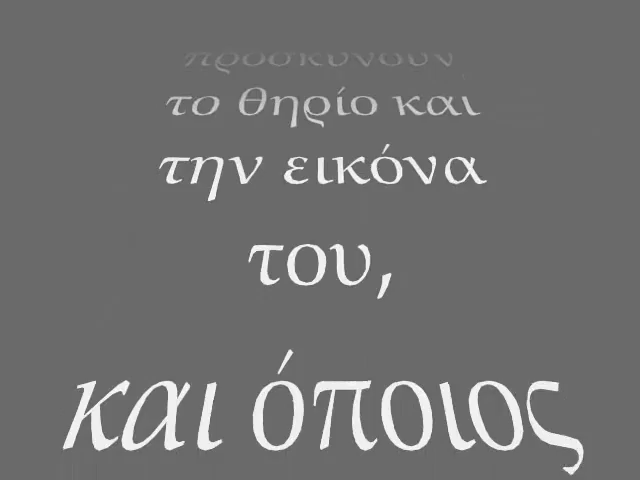 προσκυνούν
το θηρίο και
την εικόνα
του,
και όποιος